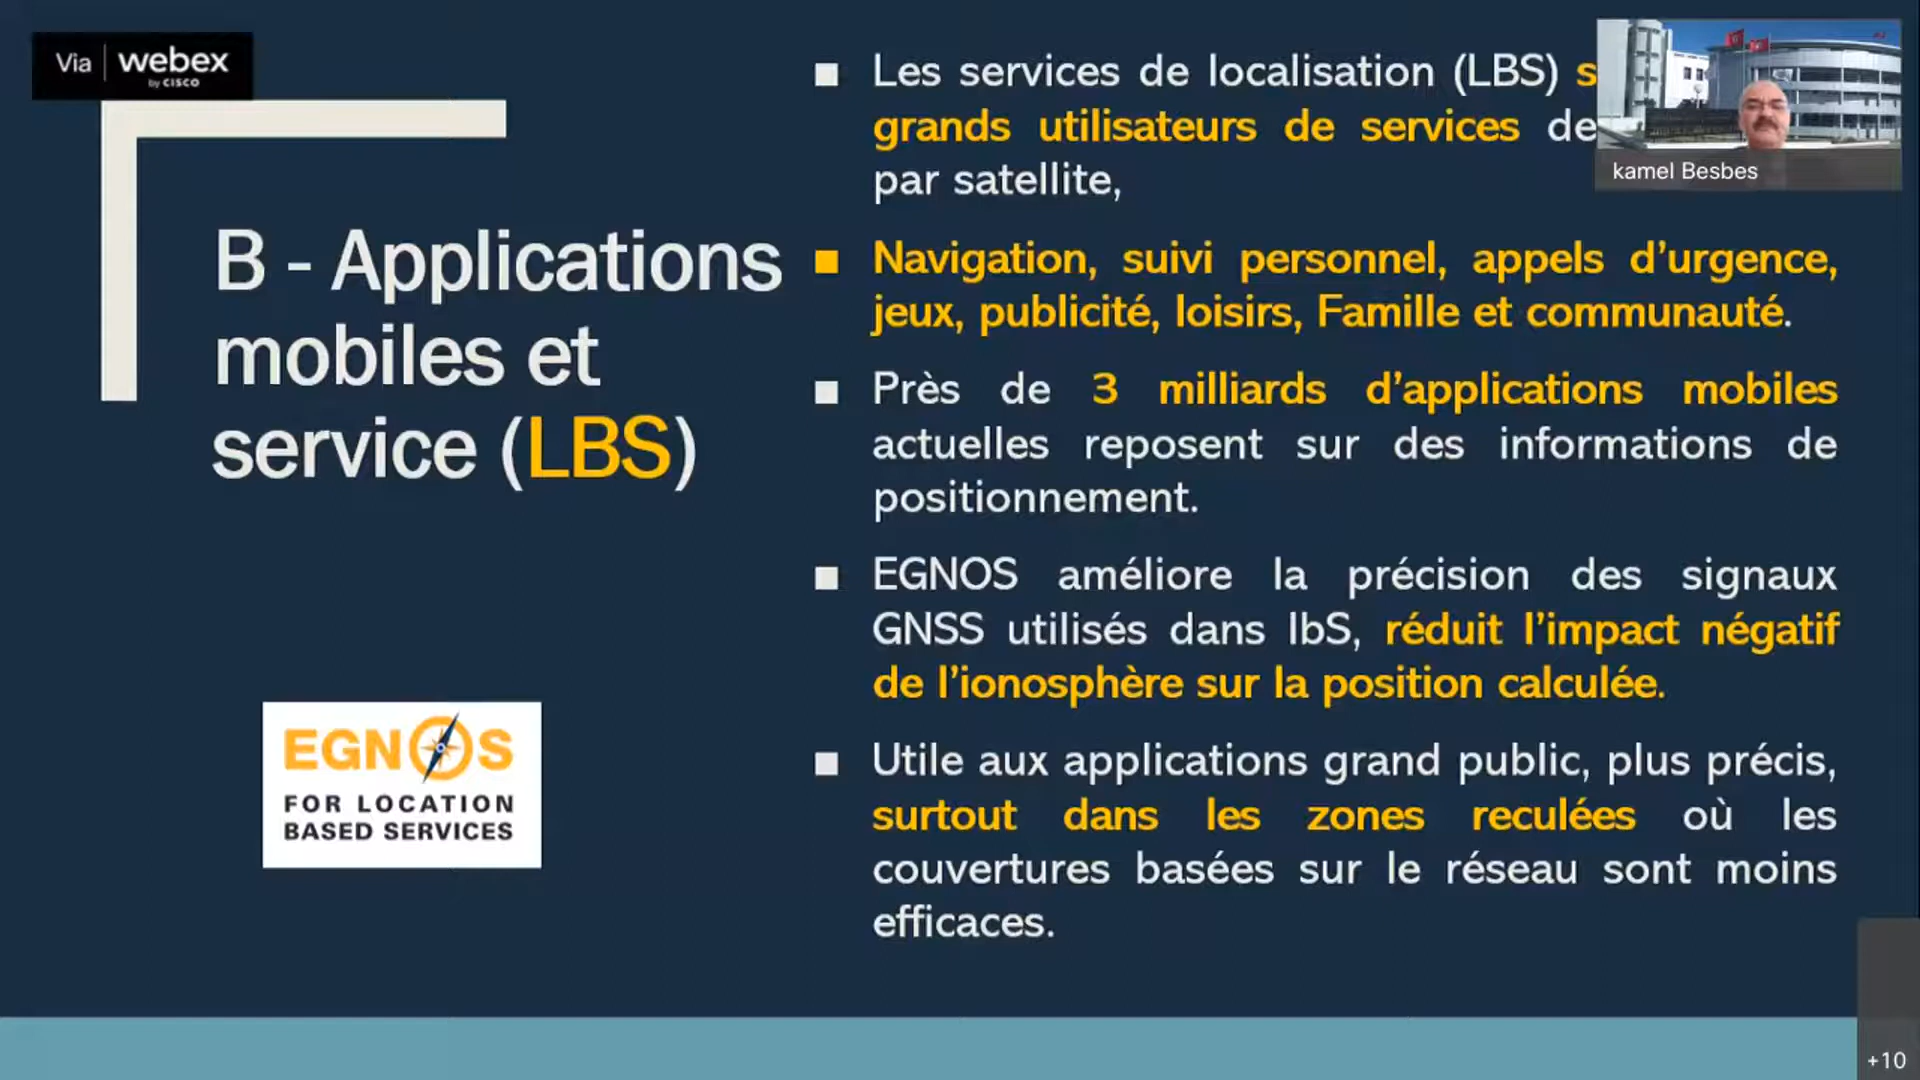 Via webex
by CISCO
B - Applications
mobiles et
service (LBS)
EGNOS
FOR LOCATION
BASED SERVICES
Les services de localisation (LBS)
grands utilisateurs de services de
par satellite,
Navigation, suivi personnel, appels d’urgence,
jeux, publicité, loisirs, Famille et communauté.
Près de 3 milliards d’applications mobiles
actuelles reposent sur des informations de
positionnement.
EGNOS améliore la précision des signaux
GNSS utilisés dans lbS, réduit l’impact négatif
de l’ionosphère sur la position calculée.
Utile aux applications grand public, plus précis,
surtout dans les zones reculées où les
couvertures basées sur le réseau sont moins
efficaces.
kamel Besbes
+10